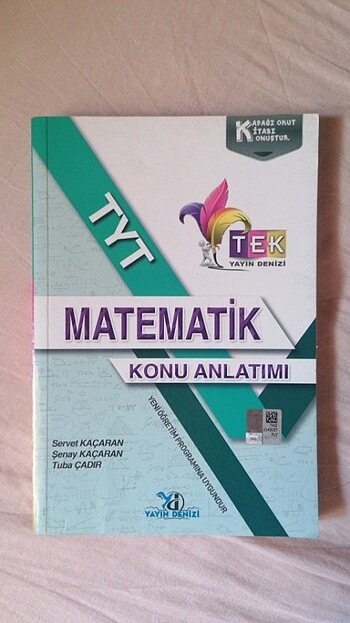 KAPAĞI OKUT
KİTABI
KONUŞTUR.
TYT
TEK
YAYIN DENİZİ
MATEMATİK
KONU ANLATIMI
YENİ ÖĞRETİM PROGRAMINA UYGUNDUR
Servet KAÇARAN
Şenay KAÇARAN
Tuba ÇADIR
YAYIN DENİZİ